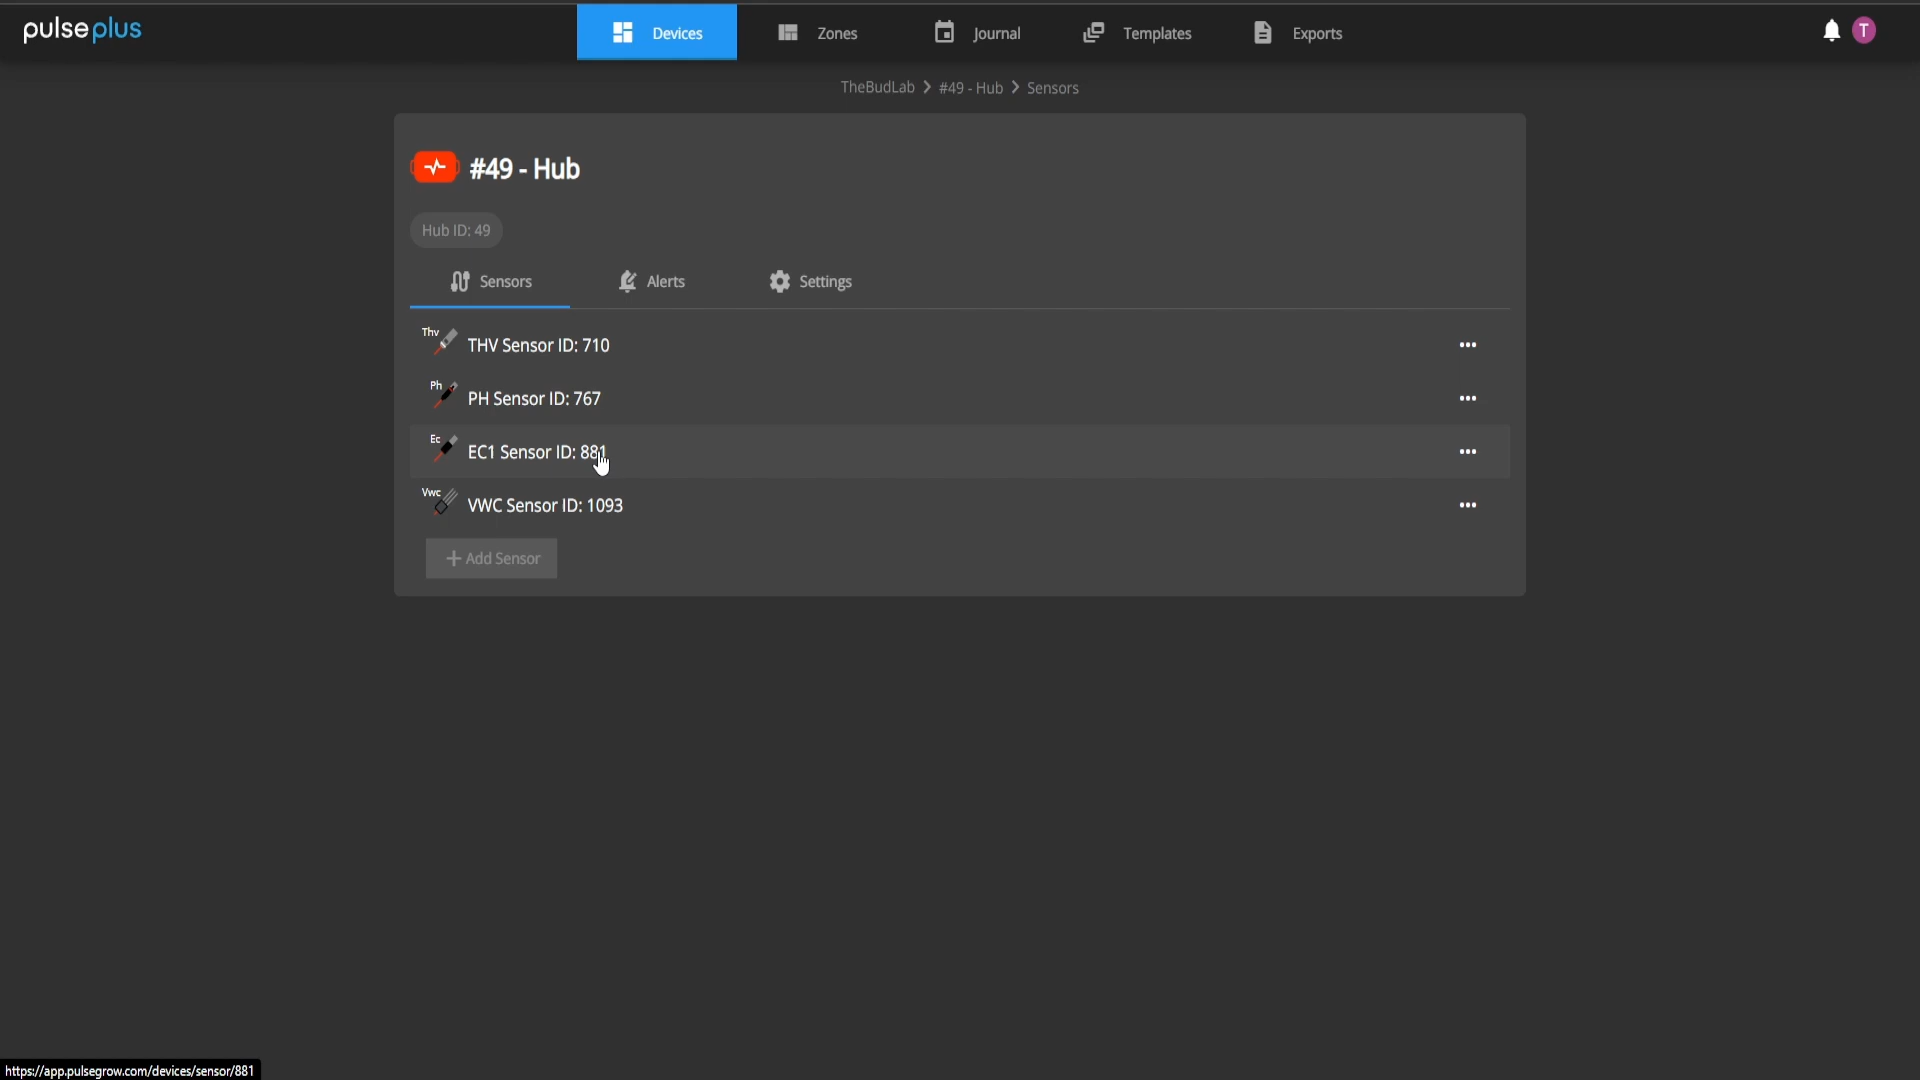 pulseplus
Devices
Zones
Journal
Templates
Exports
T
TheBudLab > #49 - Hub > Sensors
#49 - Hub
Hub ID: 49
Sensors
Alerts
Settings
Thv
THV Sensor ID: 710
Ph
PH Sensor ID: 767
Ec
EC1 Sensor ID: 881
Vwc
VWC Sensor ID: 1093
+ Add Sensor
https://app.pulsegrow.com/devices/sensor/881